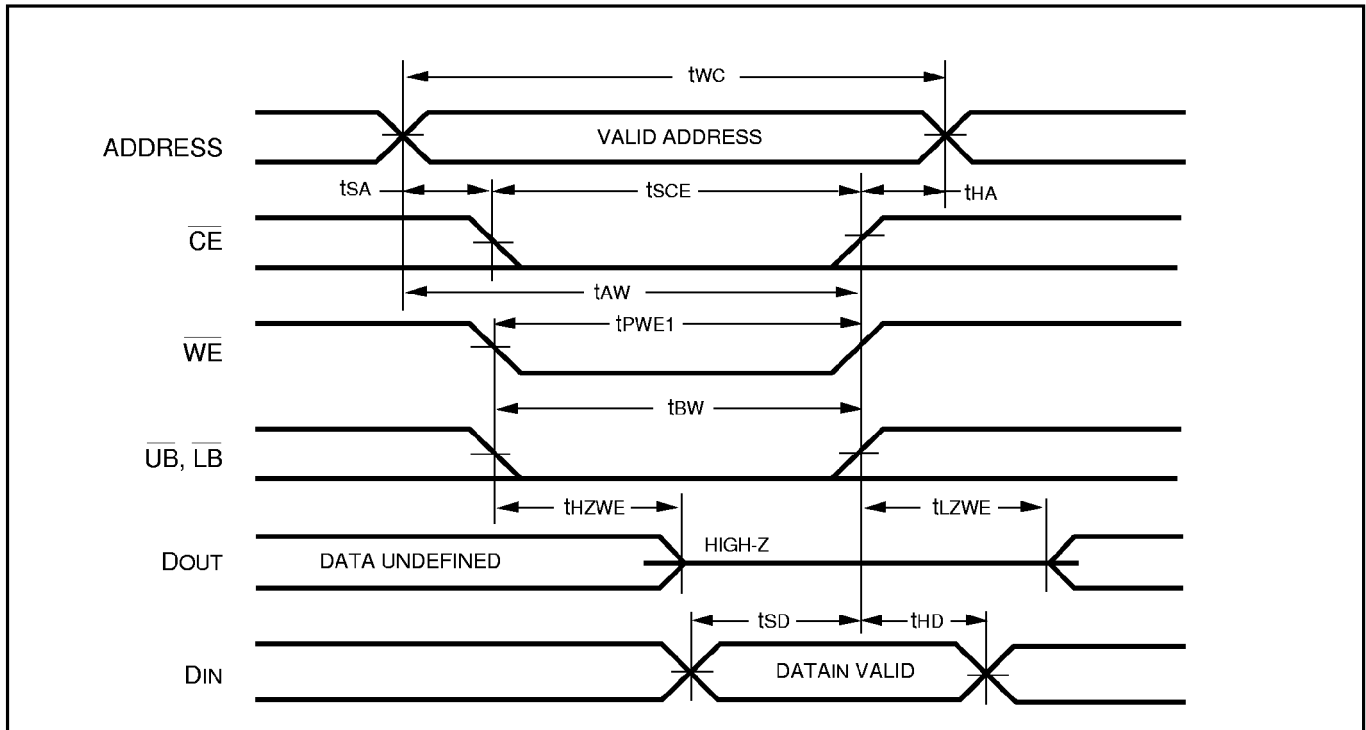 tWC
ADDRESS
VALID ADDRESS
tSA
tSCE
tHA
CE
tAW
tPWE1
WE
tBW
UB, LB
tHZWE
tLZWE
DOUT
DATA UNDEFINED
HIGH-Z
tSD
tHD
DIN
DATAIN VALID